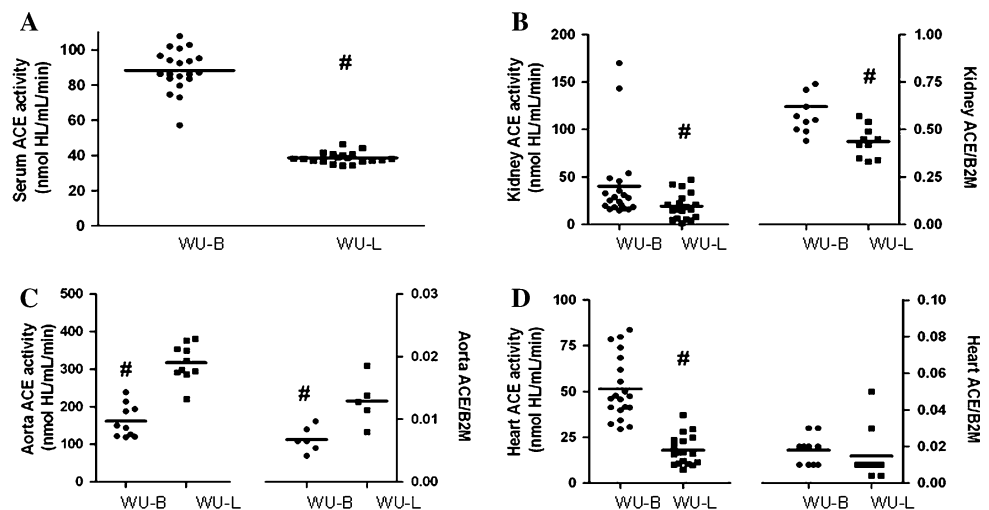 A
Serum ACE activity
(nmol HL/mL/min)
100
80
60
40
20
0
#
WU-B WU-L
B
Kidney ACE activity
(nmol HL/mL/min)
200
150
100
50
0
#
#
1.00
0.75
0.50
0.25
0.00
Kidney ACE/B2M
WU-B WU-L WU-B WU-L
C
Aorta ACE activity
(nmol HL/mL/min)
500
400
300
200
100
0
#
#
0.03
0.02
0.01
0.00
Aorta ACE/B2M
WU-B WU-L WU-B WU-L
D
Heart ACE activity
(nmol HL/mL/min)
100
75
50
25
0
#
0.10
0.08
0.06
0.04
0.02
0.00
Heart ACE/B2M
WU-B WU-L WU-B WU-L